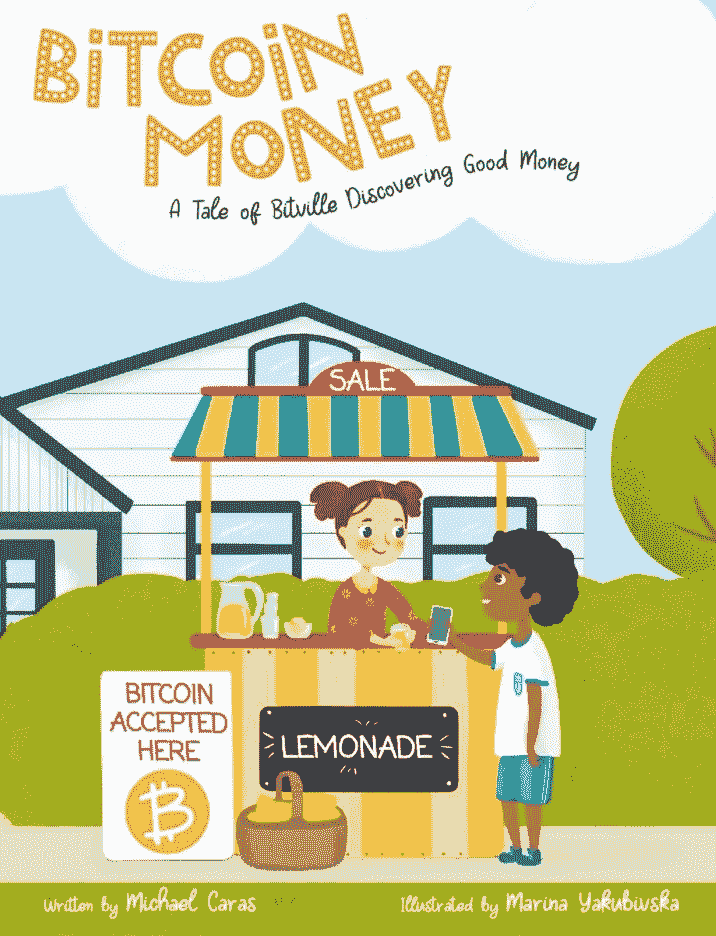 BiTCOiN
MONEY
A Tale of Bitville Discovering Good Money
SALE
BITCOIN
ACCEPTED
HERE
LEMONADE
Written by Michael Caras
Illustrated by Marina Yakubivska